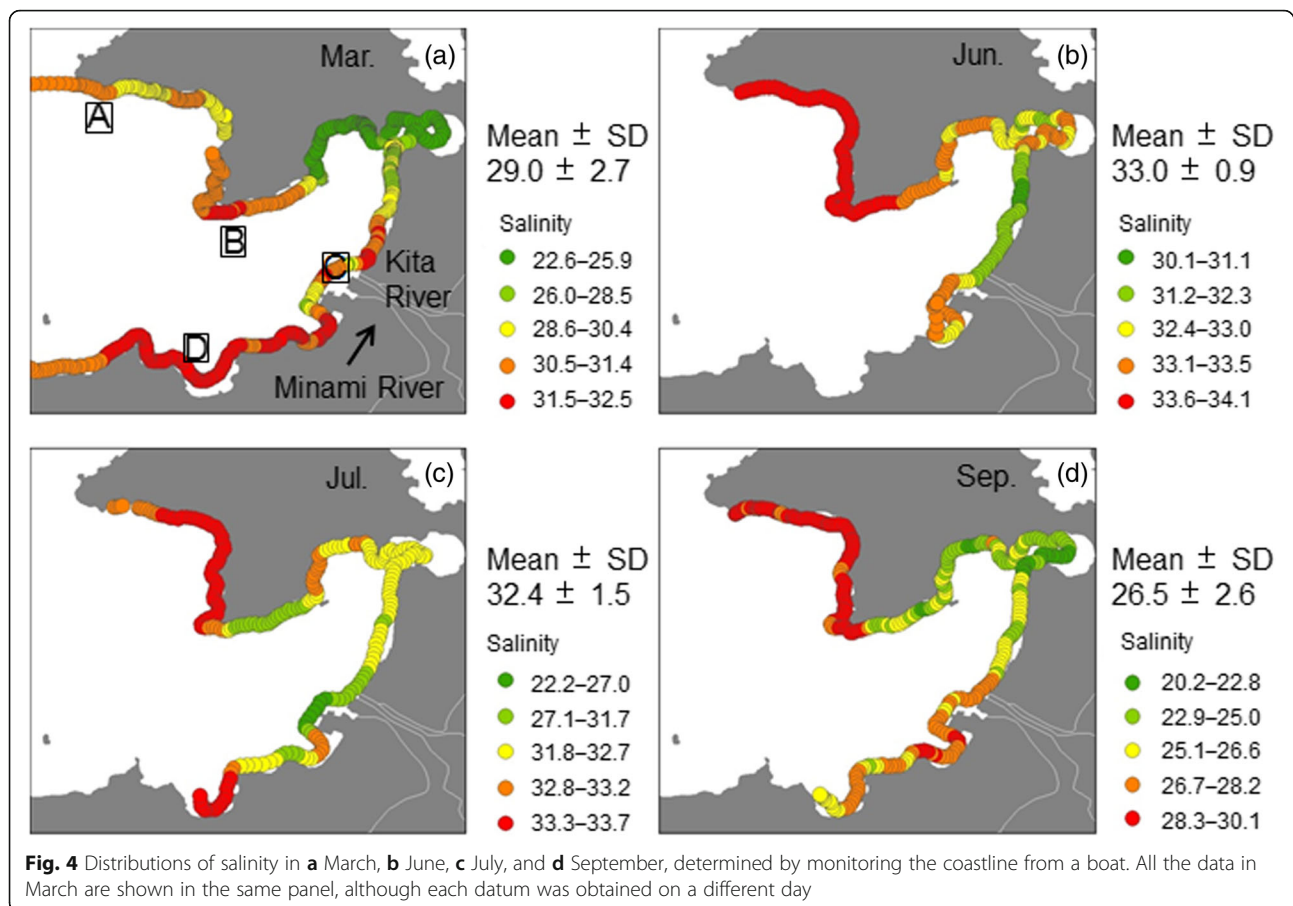 Mar.
(a)
A
B
C
D
Kita
River
Minami River
Mean ± SD
29.0 ± 2.7
Salinity
22.6–25.9
26.0–28.5
28.6–30.4
30.5–31.4
31.5–32.5
Jun.
(b)
Mean ± SD
33.0 ± 0.9
Salinity
30.1–31.1
31.2–32.3
32.4–33.0
33.1–33.5
33.6–34.1
Jul.
(c)
Mean ± SD
32.4 ± 1.5
Salinity
22.2–27.0
27.1–31.7
31.8–32.7
32.8–33.2
33.3–33.7
Sep.
(d)
Mean ± SD
26.5 ± 2.6
Salinity
20.2–22.8
22.9–25.0
25.1–26.6
26.7–28.2
28.3–30.1
Fig. 4 Distributions of salinity in a March, b June, c July, and d September, determined by monitoring the coastline from a boat. All the data in
March are shown in the same panel, although each datum was obtained on a different day